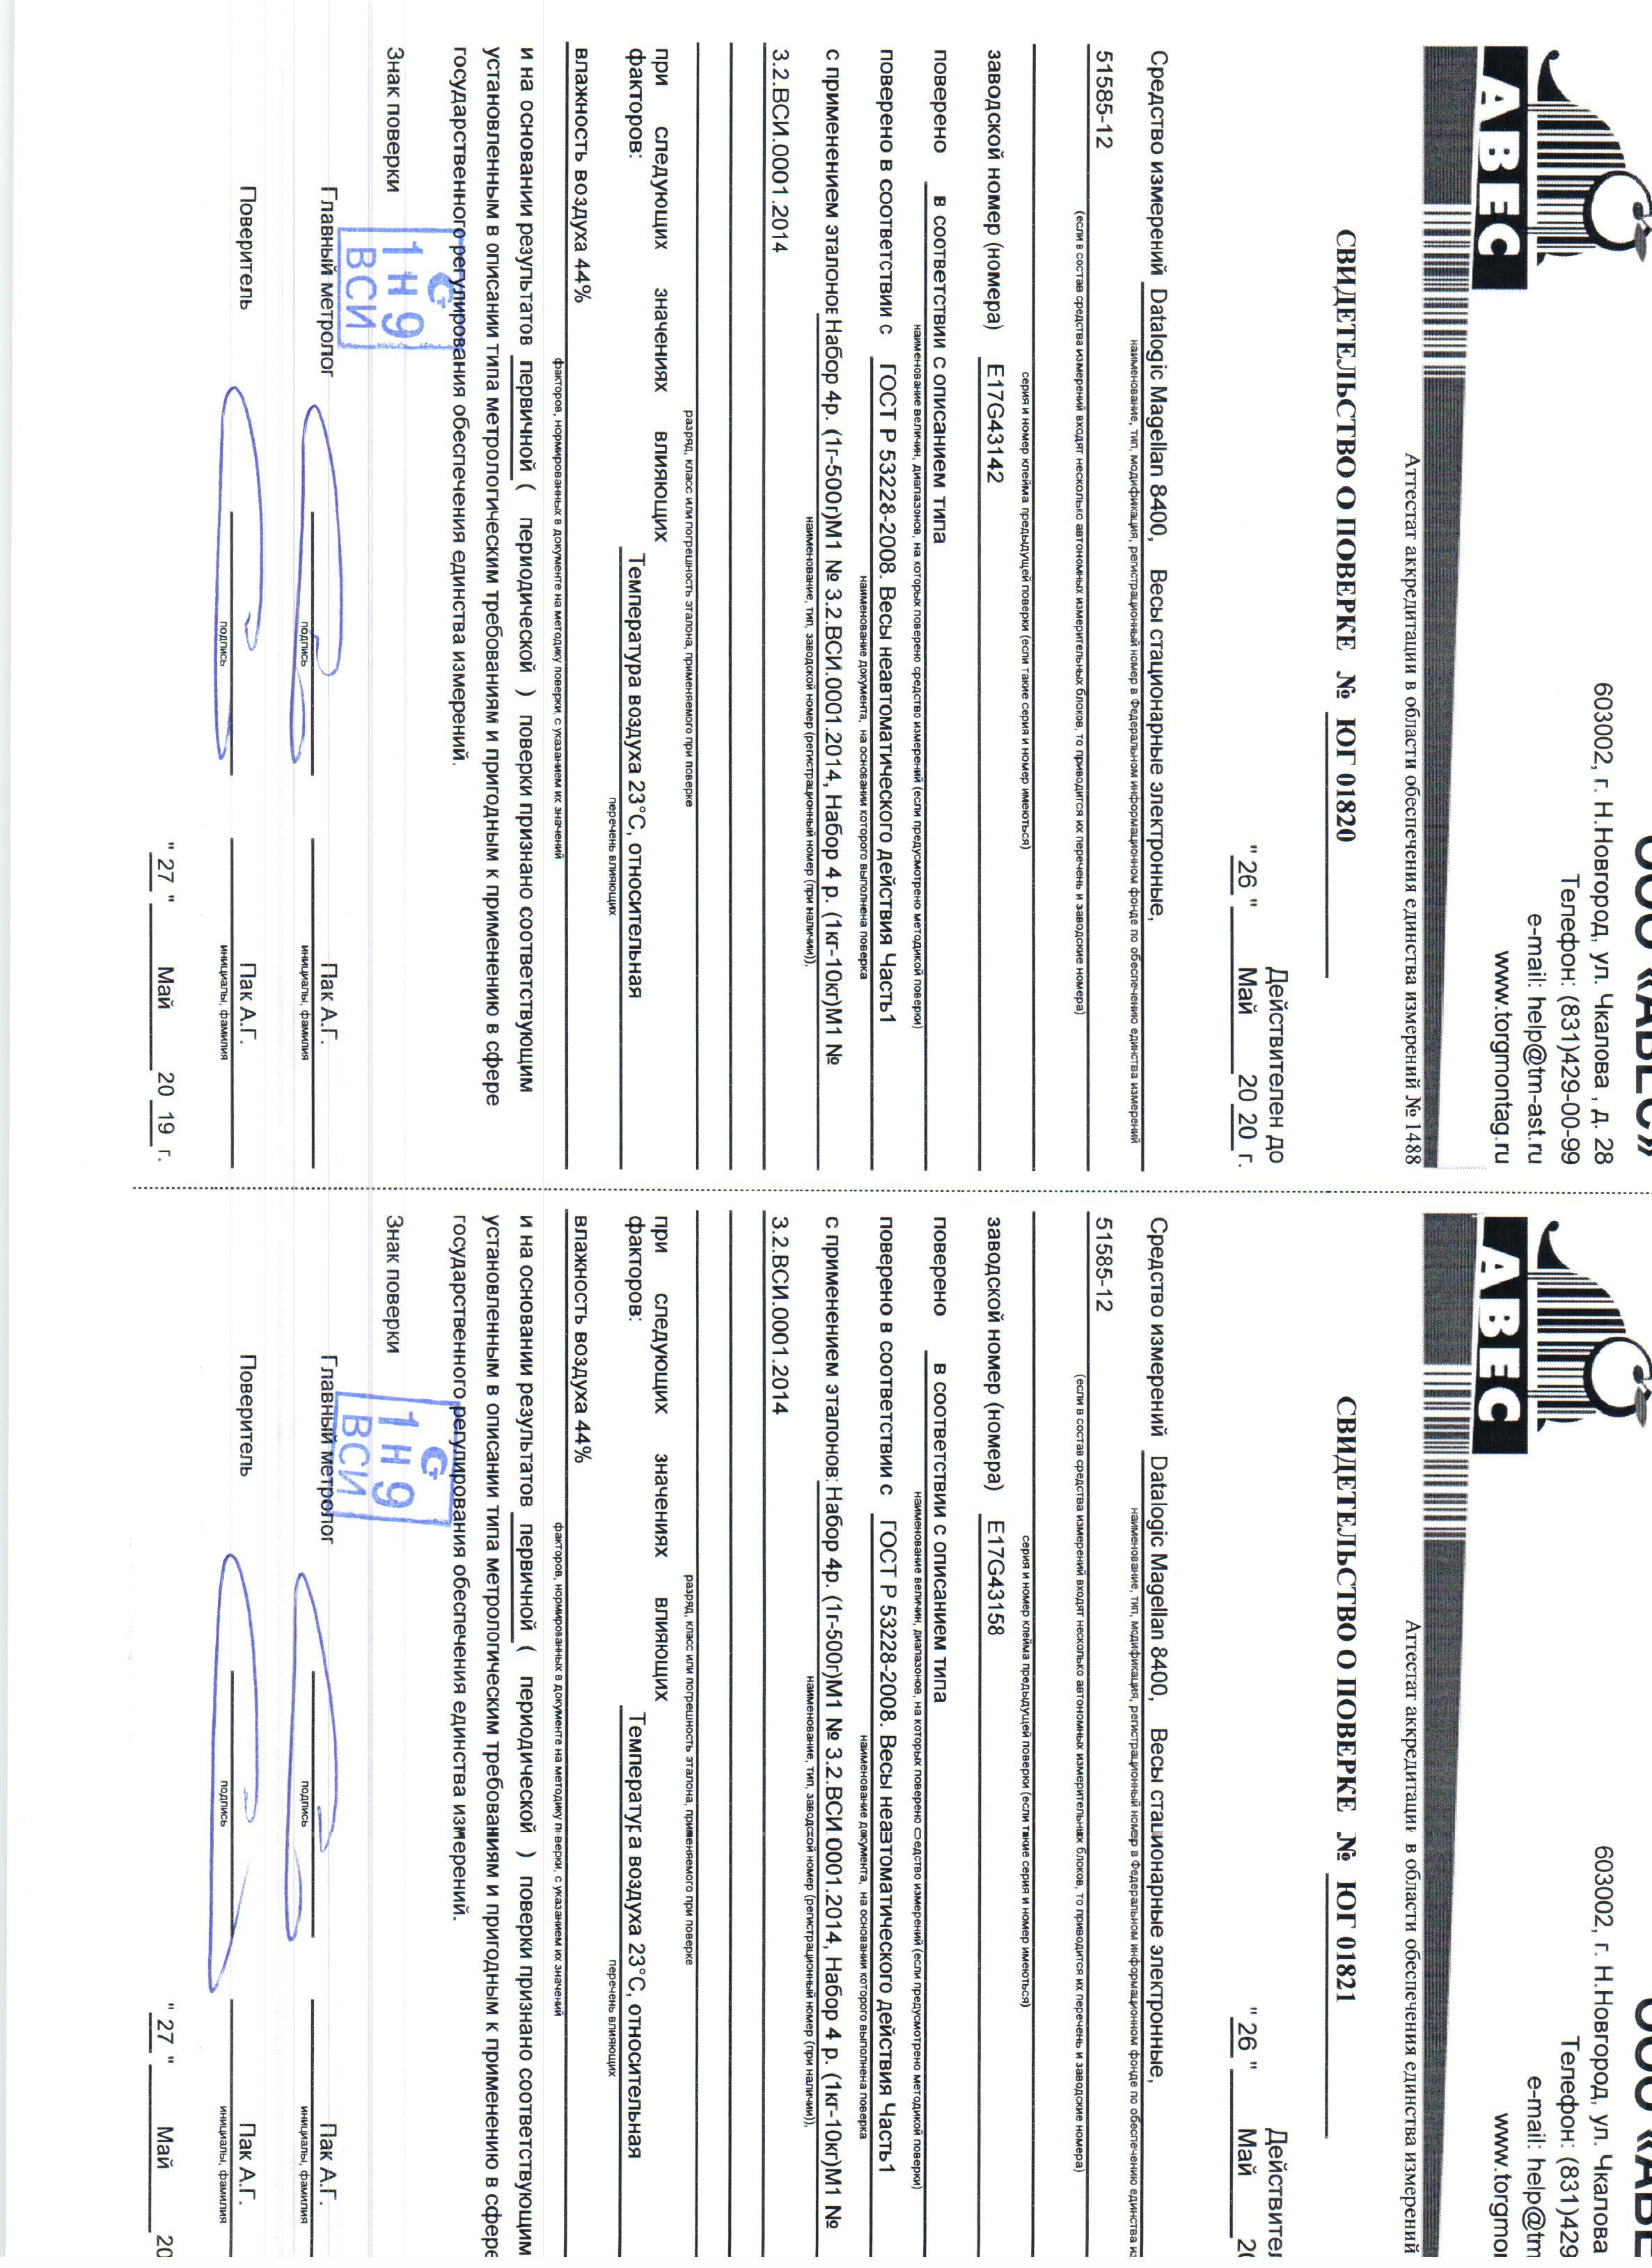 ООО «АВЕС»
АВЕС
603002, г. Н.Новгород, ул. Чкалова , д. 28
Телефон: (831)429-00-99
e-mail: help@tm-ast.ru
www.torgmontag.ru
Аттестат аккредитации в области обеспечения единства измерений № 1488
СВИДЕТЕЛЬСТВО О ПОВЕРКЕ № ЮГ 01820
Действителен до
" 26 " Май 20 20 г.
Средство измерений Datalogic Magellan 8400, Весы стационарные электронные,
наименование, тип, модификация, регистрационный номер в Федеральном информационном фонде по обеспечению единства измерений
51585-12
(если в состав средства измерений входят несколько автономных измерительных блоков, то приводится их перечень и заводские номера)
серия и номер клейма предыдущей поверки (если такие серия и номер имеються)
заводской номер (номера) E17G43142
поверено в соответствии с описанием типа
наименование величин, диапазонов, на которых поверено средство измерений (если предусмотрено методикой поверки)
поверено в соответствии с ГОСТ Р 53228-2008. Весы неавтоматического действия Часть1
наименование документа, на основании которого выполнена поверка
с применением эталонов Набор 4р. (1г-500г)М1 № 3.2.ВСИ.0001.2014, Набор 4 р. (1кг-10кг)М1 №
наименование, тип, заводской номер (регистрационный номер (при наличии)),
3.2.ВСИ.0001.2014
разряд, класс или погрешность эталона, применяемого при поверке
при следующих значениях влияющих
факторов: Температура воздуха 23°С, относительная
перечень влияющих
влажность воздуха 44%
факторов, нормированных в документе на методику поверки, с указанием их значений
и на основании результатов первичной ( периодической ) поверки признано соответствующим
установленным в описании типа метрологическим требованиям и пригодным к применению в сфере
государственного регулирования обеспечения единства измерений.
Знак поверки
1 Н 9
ВСИ
Главный метролог Пак А.Г.
подпись инициалы, фамилия
Поверитель Пак А.Г.
подпись инициалы, фамилия
" 27 " Май 20 19 г.
ООО «АВЕ
АВЕС
603002, г. Н.Новгород, ул. Чкалова
Телефон: (831)429
e-mail: help@tm
www.torgmo
Аттестат аккредитации в области обеспечения единства измерений
СВИДЕТЕЛЬСТВО О ПОВЕРКЕ № ЮГ 01821
Действител
" 26 " Май 20
Средство измерений Datalogic Magellan 8400, Весы стационарные электронные,
наименование, тип, модификация, регистрационный номер в Федеральном информационном фонде по обеспечению единства из
51585-12
(если в состав средства измерений входят несколько автономных измерительных блоков, то приводится их перечень и заводские номера)
серия и номер клейма предыдущей поверки (если такие серия и номер имеються)
заводской номер (номера) E17G43158
поверено в соответствии с описанием типа
наименование величин, диапазонов, на которых поверено средство измерений (если предусмотрено методикой поверки)
поверено в соответствии с ГОСТ Р 53228-2008. Весы неавтоматического действия Часть1
наименование документа, на основании которого выполнена поверка
с применением эталонов: Набор 4р. (1г-500г)М1 № 3.2.ВСИ.0001.2014, Набор 4 р. (1кг-10кг)М1 №
наименование, тип, заводской номер (регистрационный номер (при наличии)),
3.2.ВСИ.0001.2014
разряд, класс или погрешность эталона, применяемого при поверке
при следующих значениях влияющих
факторов: Температура воздуха 23°С, относительная
перечень влияющих
влажность воздуха 44%
факторов, нормированных в документе на методику поверки, с указанием их значений
и на основании результатов первичной ( периодической ) поверки признано соответствующим
установленным в описании типа метрологическим требованиям и пригодным к применению в сфере
государственного регулирования обеспечения единства измерений.
Знак поверки
1 Н 9
ВСИ
Главный метролог Пак А.Г.
подпись инициалы, фамилия
Поверитель Пак А.Г.
подпись инициалы, фамилия
" 27 " Май 20